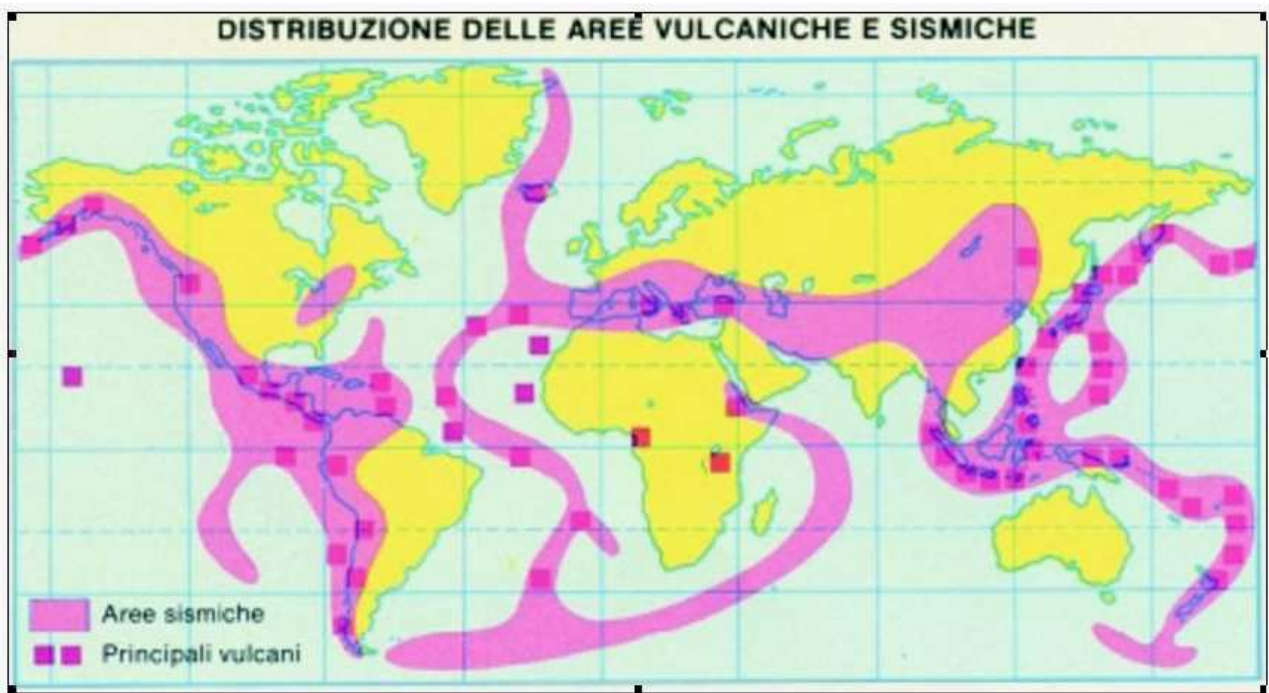 DISTRIBUZIONE DELLE AREE VULCANICHE E SISMICHE
Aree sismiche
Principali vulcani